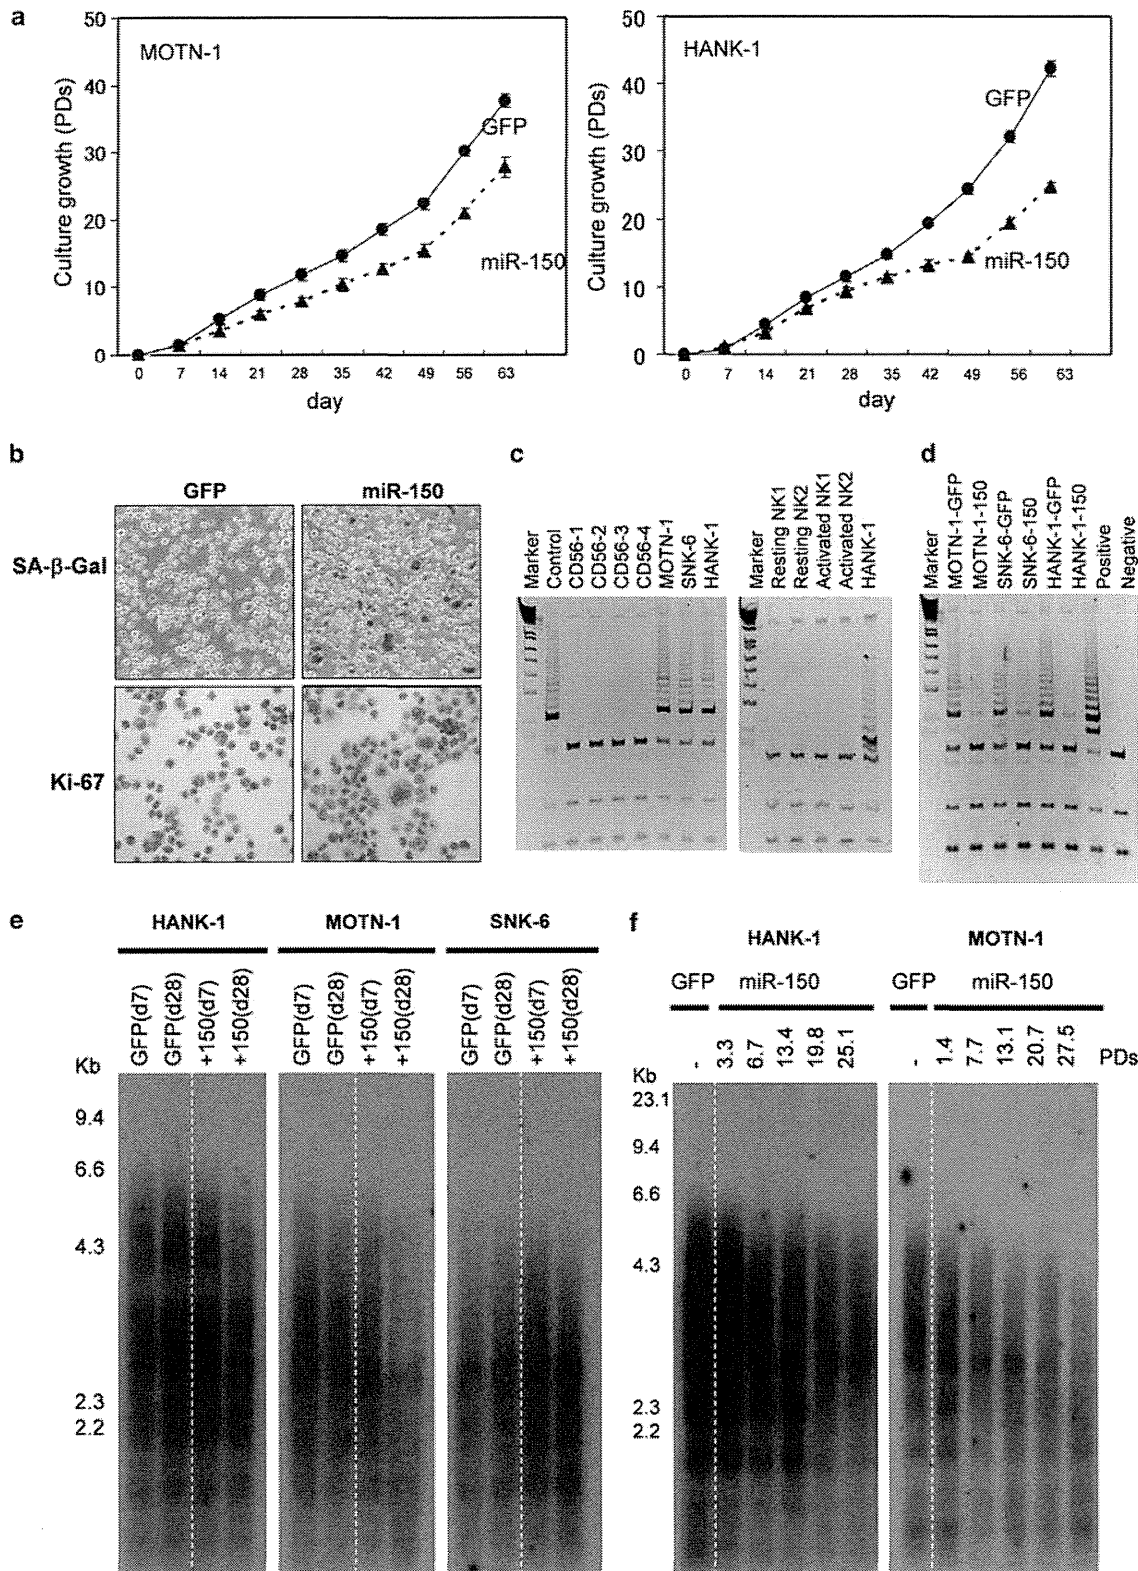 a
50
40
30
20
10
0
Culture growth (PDs)
MOTN-1
GFP
miR-150
0 7 14 21 28 35 42 49 56 63
day
50
40
30
20
10
0
Culture growth (PDs)
HANK-1
GFP
miR-150
0 7 14 21 28 35 42 49 56 63
day
b
GFP miR-150
SA-β-Gal
Ki-67
c
Marker
Control
CD56-1
CD56-2
CD56-3
CD56-4
MOTN-1
SNK-6
HANK-1
Marker
Resting NK1
Resting NK2
Activated NK1
Activated NK2
HANK-1
d
Marker
MOTN-1-GFP
MOTN-1-150
SNK-6-GFP
SNK-6-150
HANK-1-GFP
HANK-1-150
Positive
Negative
e
HANK-1 MOTN-1 SNK-6
GFP(d7)
GFP(d28)
+150(d7)
+150(d28)
GFP(d7)
GFP(d28)
+150(d7)
+150(d28)
GFP(d7)
GFP(d28)
+150(d7)
+150(d28)
Kb
9.4
6.6
4.3
2.3
2.2
f
HANK-1 MOTN-1
GFP miR-150 GFP miR-150
- 3.3 6.7 13.4 19.8 25.1 - 1.4 7.7 13.1 20.7 27.5 PDs
Kb
23.1
9.4
6.6
4.3
2.3
2.2